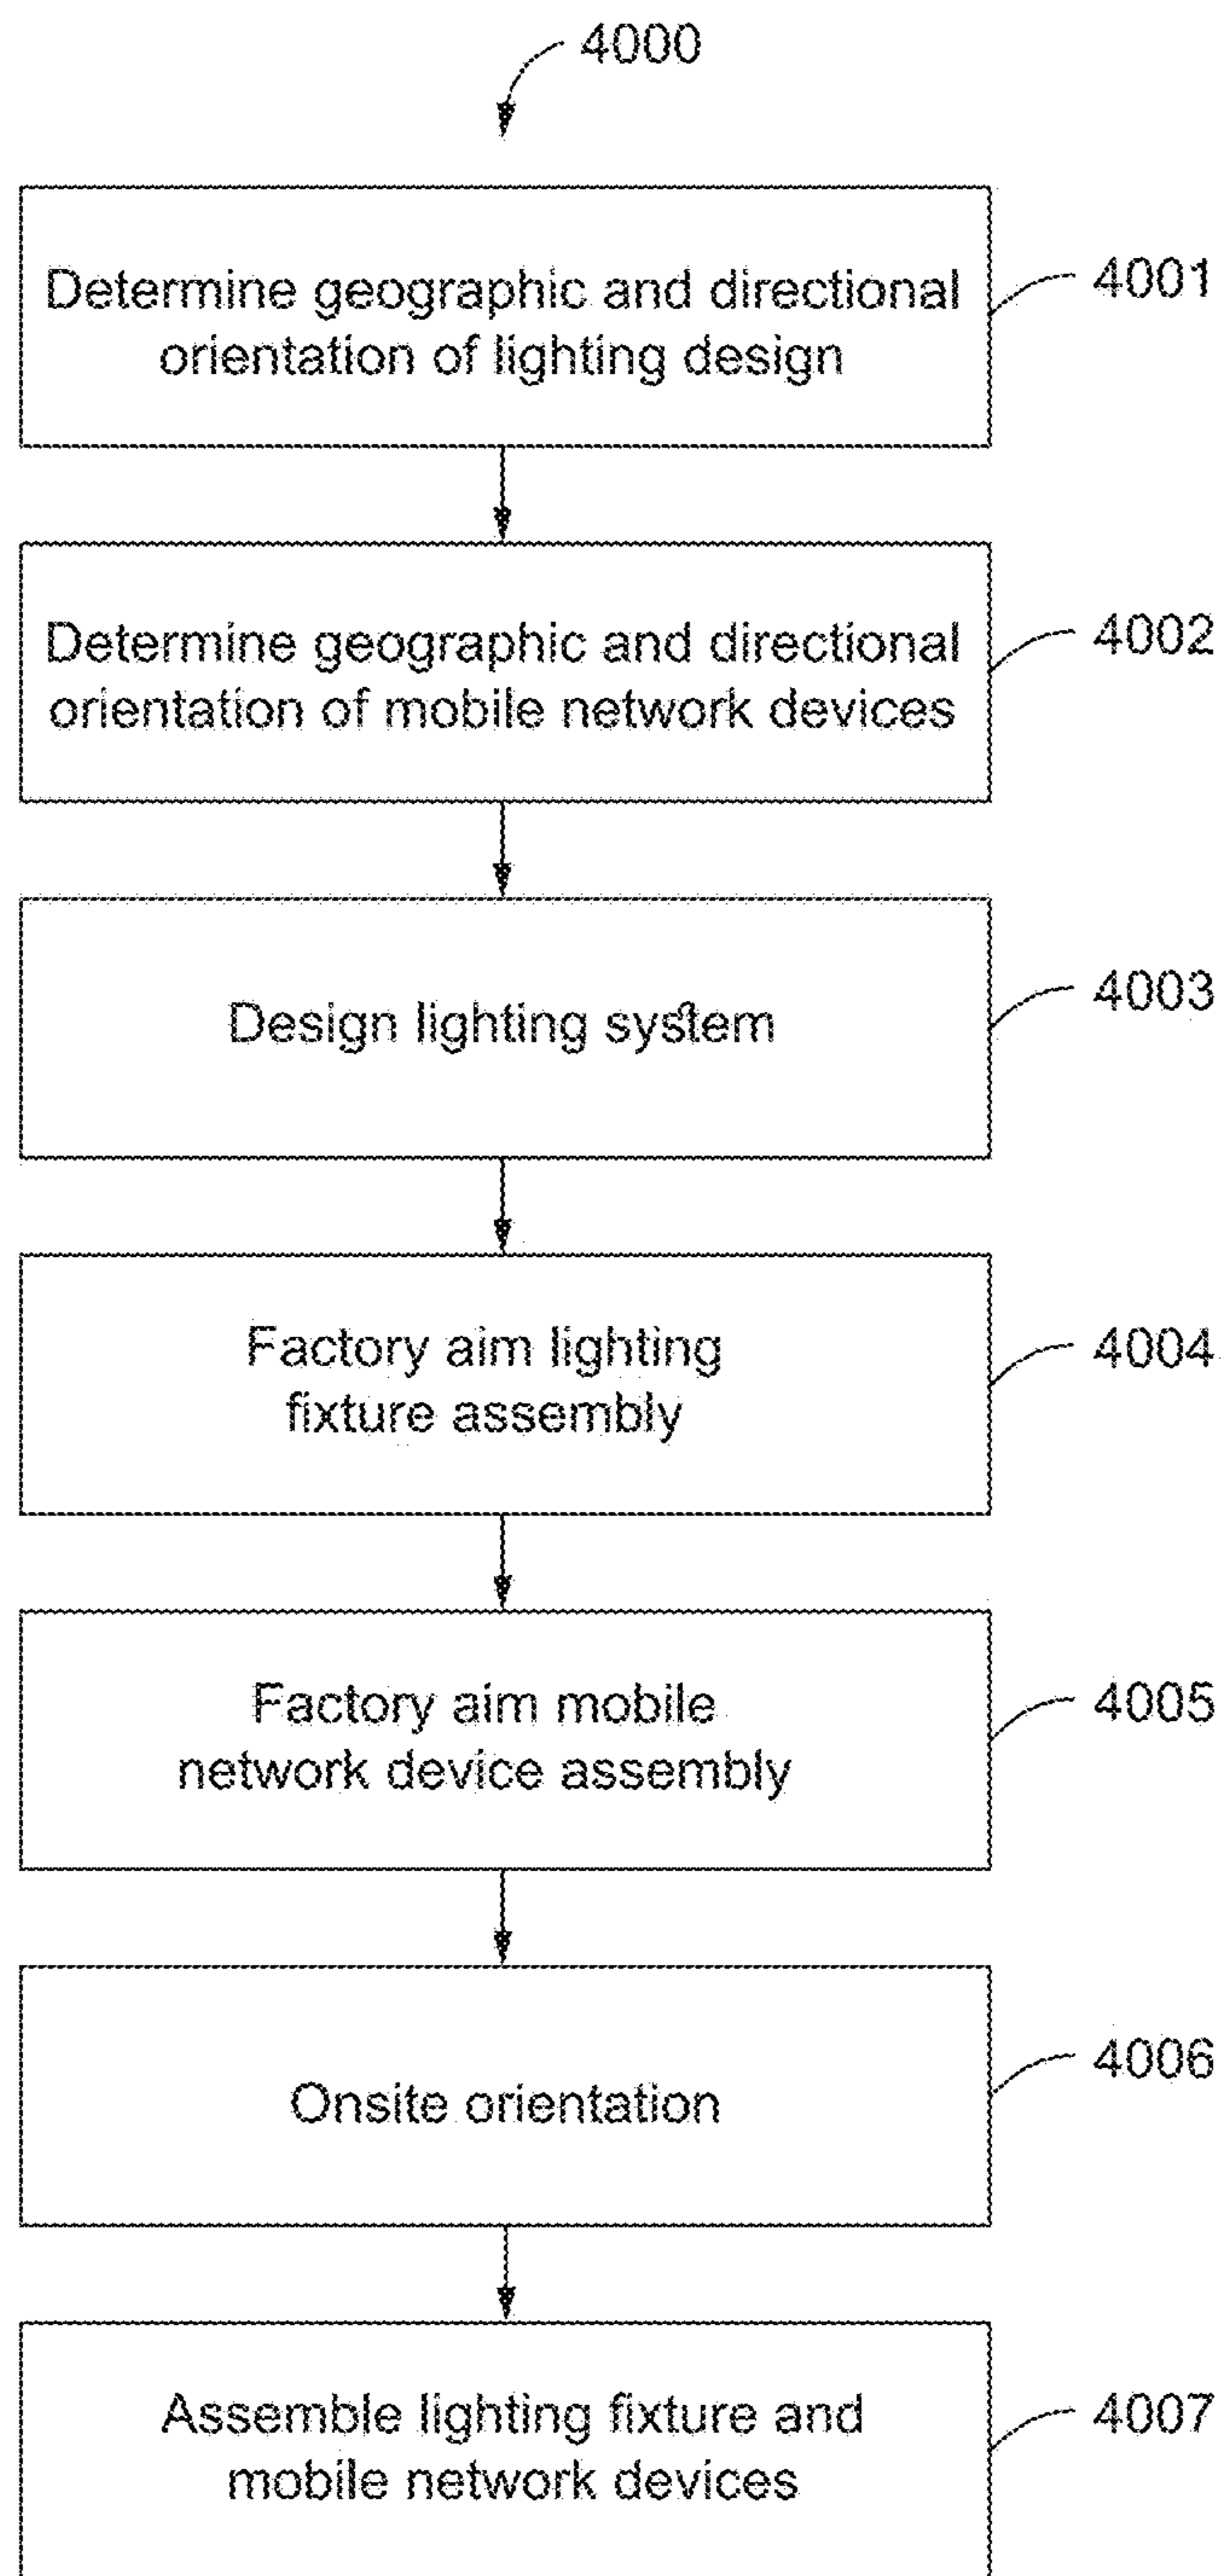 4000
Determine geographic and directional
orientation of lighting design
4001
Determine geographic and directional
orientation of mobile network devices
4002
Design lighting system
4003
Factory aim lighting
fixture assembly
4004
Factory aim mobile
network device assembly
4005
Onsite orientation
4006
Assemble lighting fixture and
mobile network devices
4007